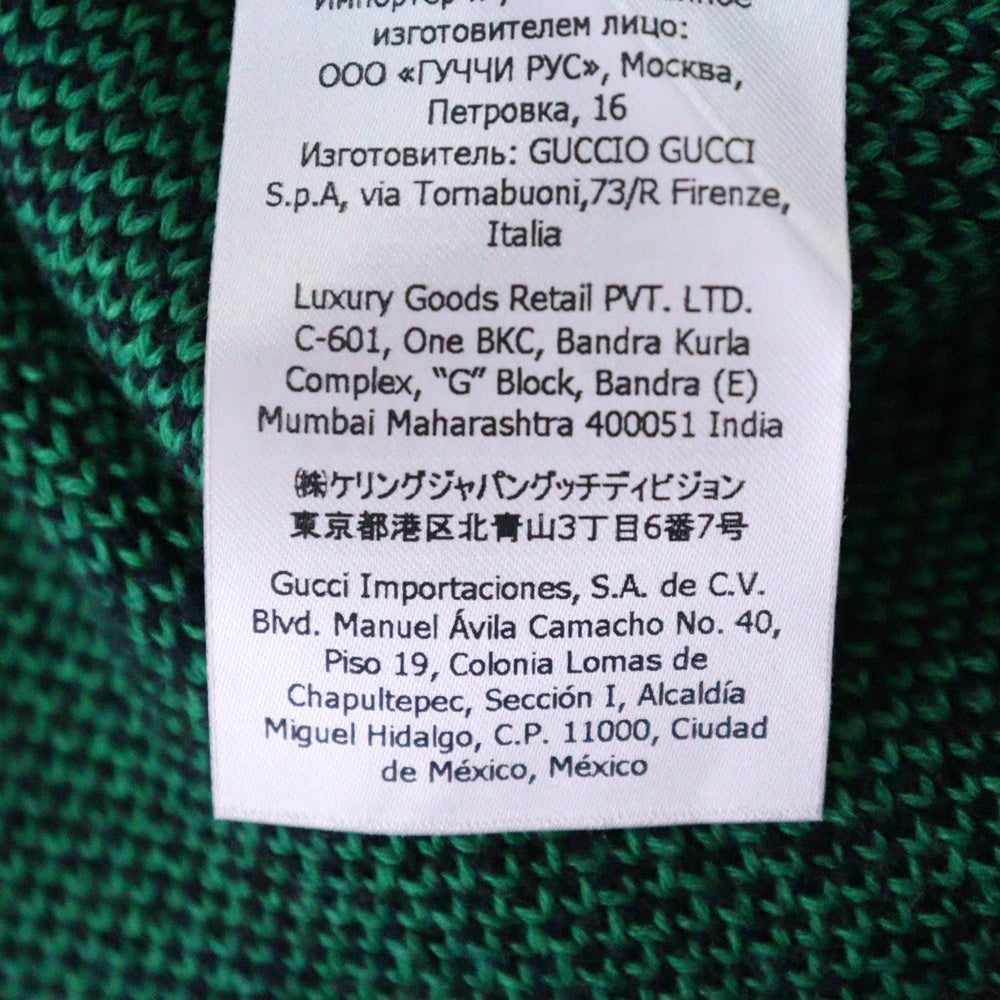 Импортер и
изготовителем лицо:
ООО «ГУЧЧИ РУС», Москва,
Петровка, 16
Изготовитель: GUCCIO GUCCI
S.p.A, via Tornabuoni,73/R Firenze,
Italia
Luxury Goods Retail PVT. LTD.
C-601, One BKC, Bandra Kurla
Complex, “G” Block, Bandra (E)
Mumbai Maharashtra 400051 India
㈱ケリングジャパングッチディビジョン
東京都港区北青山3丁目6番7号
Gucci Importaciones, S.A. de C.V.
Blvd. Manuel Ávila Camacho No. 40,
Piso 19, Colonia Lomas de
Chapultepec, Sección I, Alcaldía
Miguel Hidalgo, C.P. 11000, Ciudad
de México, México